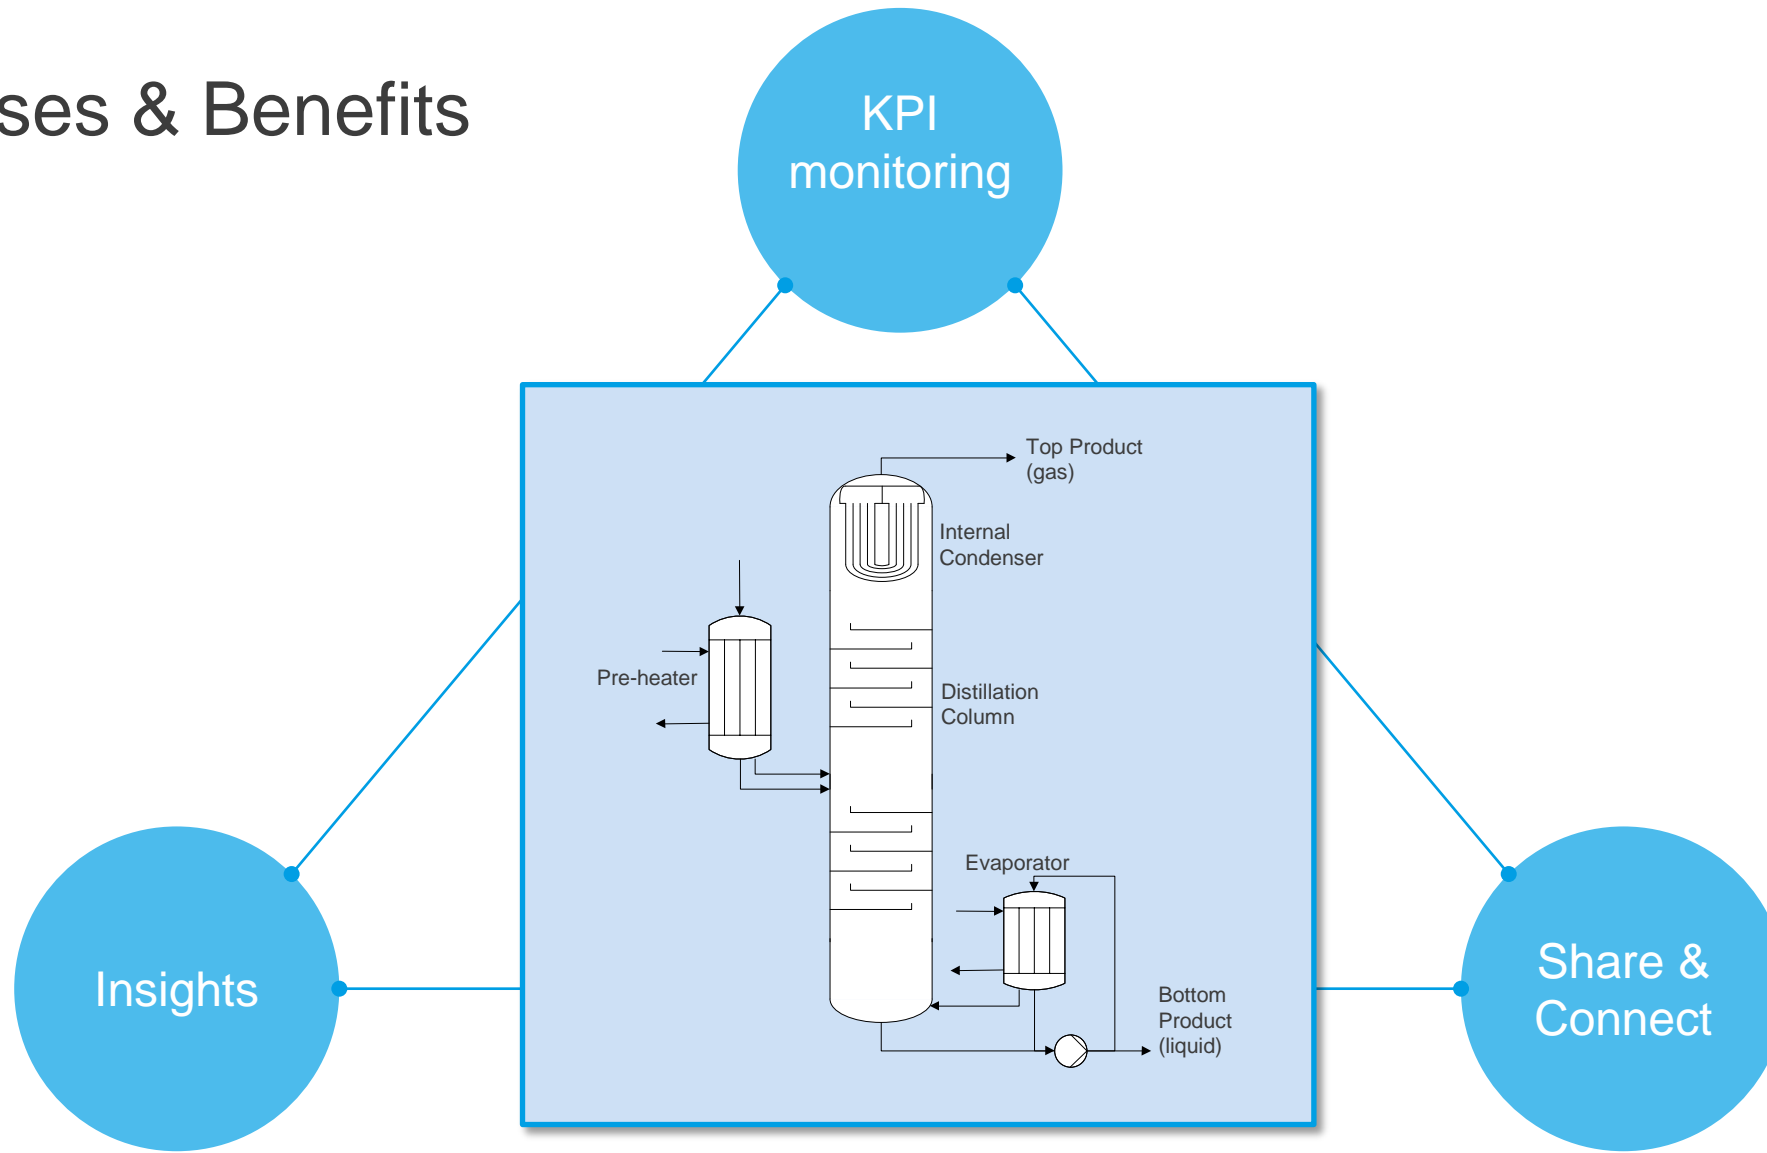 ses & Benefits
KPI
monitoring
Top Product
(gas)
Internal
Condenser
Pre-heater
Distillation
Column
Evaporator
Insights
Bottom
Product
(liquid)
Share &
Connect